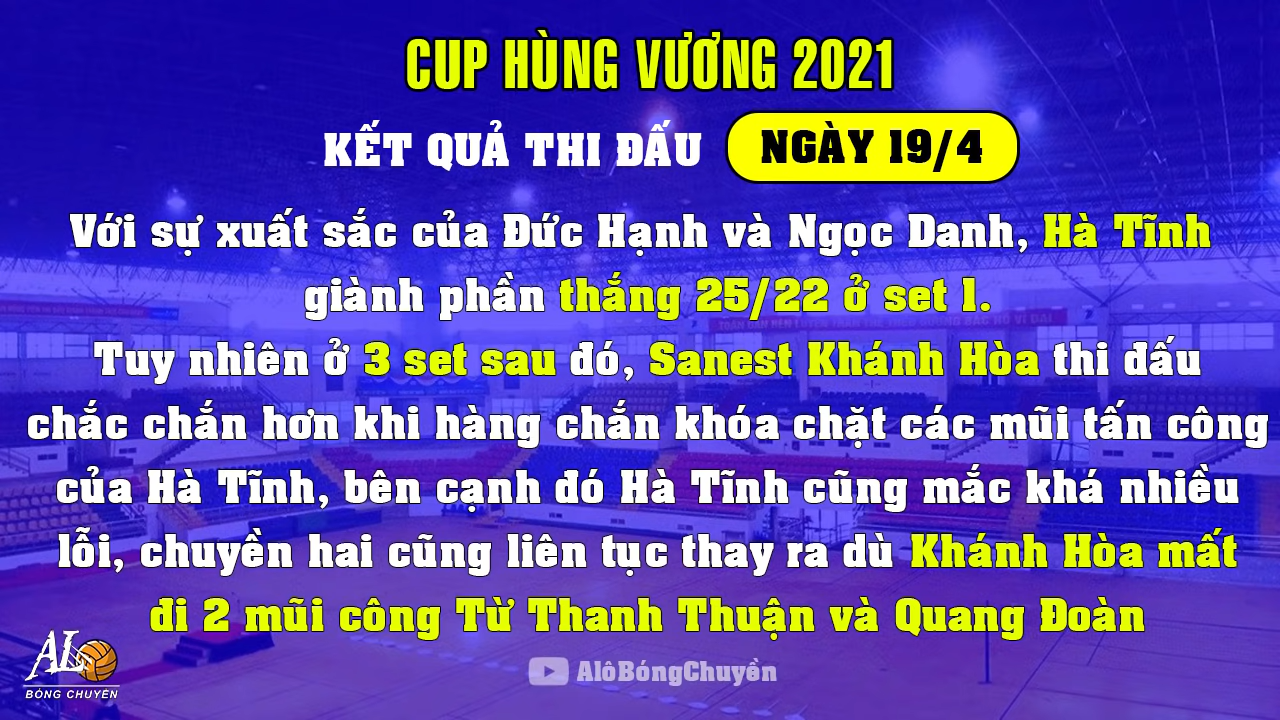 CUP HÙNG VƯƠNG 2021
KẾT QUẢ THI ĐẤU NGÀY 19/4
Với sự xuất sắc của Đức Hạnh và Ngọc Danh, Hà Tĩnh
giành phần thắng 25/22 ở set 1.
Tuy nhiên ở 3 set sau đó, Sanest Khánh Hòa thi đấu
chắc chắn hơn khi hàng chắn khóa chặt các mũi tấn công
của Hà Tĩnh, bên cạnh đó Hà Tĩnh cũng mắc khá nhiều
lỗi, chuyền hai cũng liên tục thay ra dù Khánh Hòa mất
đi 2 mũi công Từ Thanh Thuận và Quang Đoàn
ALô
BÓNG CHUYỀN
AlôBóngChuyền